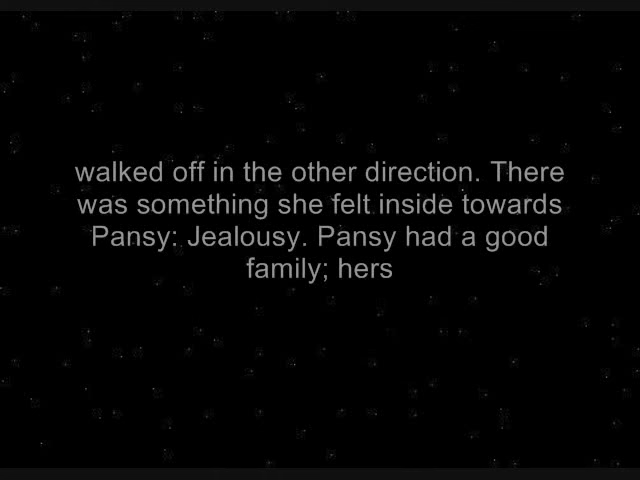 walked off in the other direction. There
was something she felt inside towards
Pansy: Jealousy. Pansy had a good
family; hers